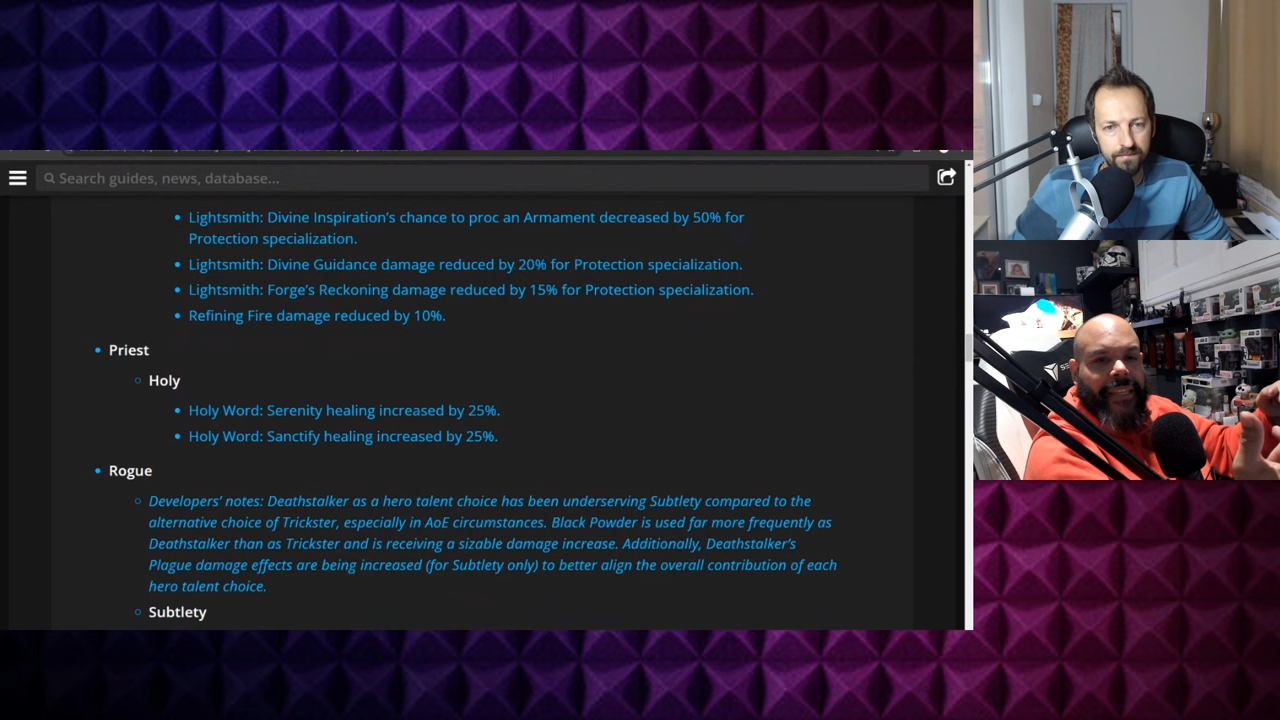 Search guides, news, database...
Lightsmith: Divine Inspiration's chance to proc an Armament decreased by 50% for
Protection specialization.
Lightsmith: Divine Guidance damage reduced by 20% for Protection specialization.
Lightsmith: Forge's Reckoning damage reduced by 15% for Protection specialization.
Refining Fire damage reduced by 10%.
Priest
Holy
Holy Word: Serenity healing increased by 25%.
Holy Word: Sanctify healing increased by 25%.
Rogue
Developers' notes: Deathstalker as a hero talent choice has been underserving Subtlety compared to the
alternative choice of Trickster, especially in AoE circumstances. Black Powder is used far more frequently as
Deathstalker than as Trickster and is receiving a sizable damage increase. Additionally, Deathstalker's
Plague damage effects are being increased (for Subtlety only) to better align the overall contribution of each
hero talent choice.
Subtlety